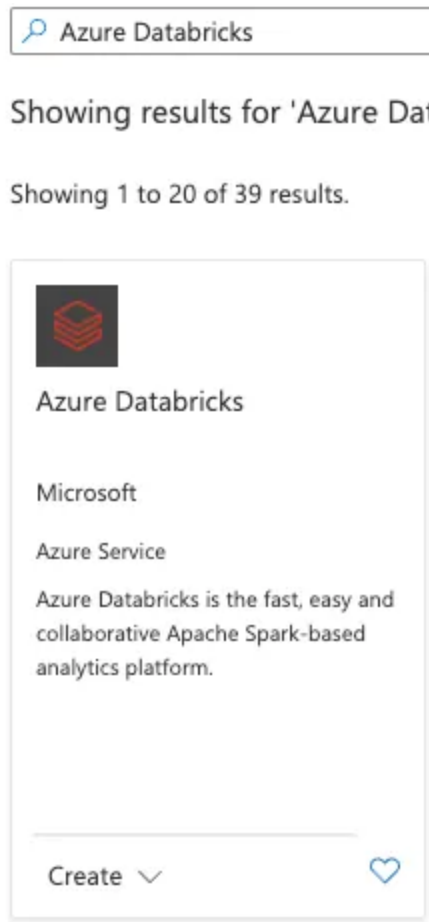 Azure Databricks
Showing results for 'Azure
Showing 1 to 20 of 39 results.
Azure Databricks
Microsoft
Azure Service
Azure Databricks is the fast, easy and
collaborative Apache Spark-based
analytics platform.
Create